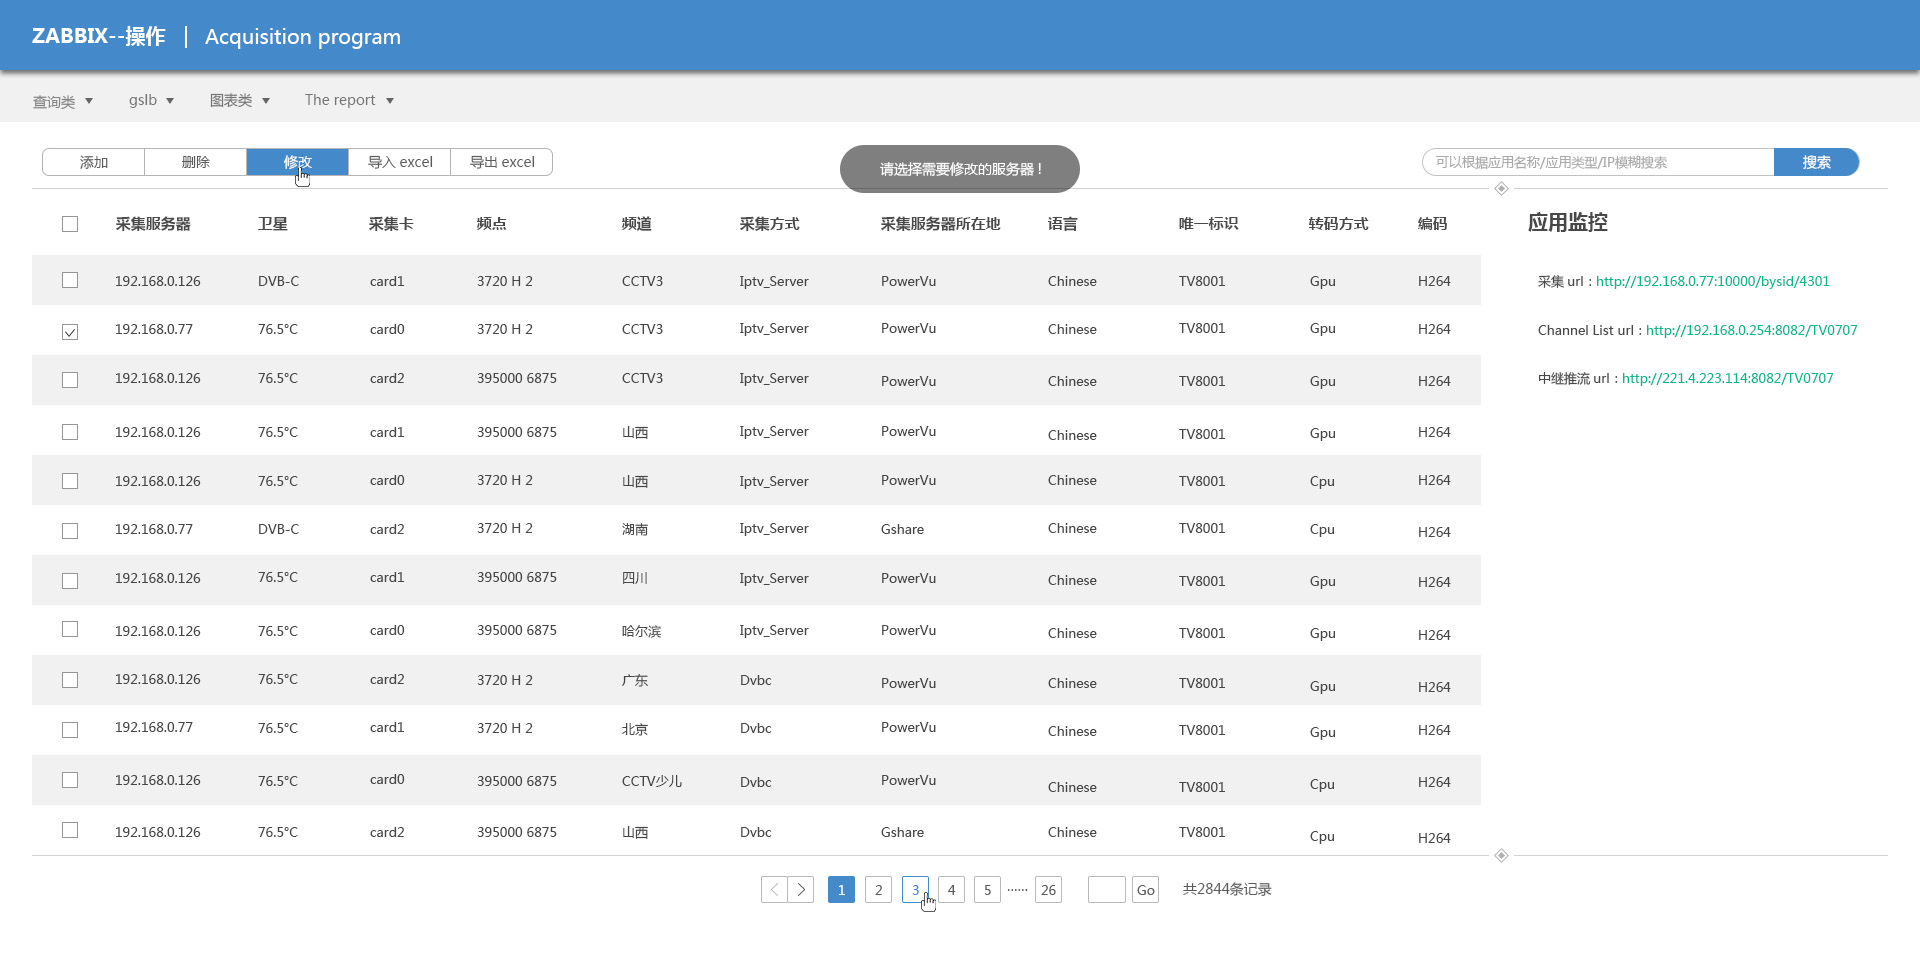 ZABBIX--操作 | Acquisition program
查询类 gslb 图表类 The report
添加 删除 修改 导入 excel 导出 excel 请选择需要修改的服务器！ 可以根据应用名称/应用类型/IP模糊搜索 搜索
采集服务器 卫星 采集卡 频点 频道 采集方式 采集服务器所在地 语言 唯一标识 转码方式 编码 应用监控
192.168.0.126 DVB-C card1 3720 H 2 CCTV3 Iptv_Server PowerVu Chinese TV8001 Gpu H264 采集 url : http://192.168.0.77:10000/bysid/4301
192.168.0.77 76.5°C card0 3720 H 2 CCTV3 Iptv_Server PowerVu Chinese TV8001 Gpu H264 Channel List url : http://192.168.0.254:8082/TV0707
192.168.0.126 76.5°C card2 395000 6875 CCTV3 Iptv_Server PowerVu Chinese TV8001 Gpu H264 中继推流 url : http://221.4.223.114:8082/TV0707
192.168.0.126 76.5°C card1 395000 6875 山西 Iptv_Server PowerVu Chinese TV8001 Gpu H264
192.168.0.126 76.5°C card0 3720 H 2 山西 Iptv_Server PowerVu Chinese TV8001 Cpu H264
192.168.0.77 DVB-C card2 3720 H 2 湖南 Iptv_Server Gshare Chinese TV8001 Cpu H264
192.168.0.126 76.5°C card1 395000 6875 四川 Iptv_Server PowerVu Chinese TV8001 Gpu H264
192.168.0.126 76.5°C card0 395000 6875 哈尔滨 Iptv_Server PowerVu Chinese TV8001 Gpu H264
192.168.0.126 76.5°C card2 3720 H 2 广东 Dvbc PowerVu Chinese TV8001 Gpu H264
192.168.0.77 76.5°C card1 3720 H 2 北京 Dvbc PowerVu Chinese TV8001 Gpu H264
192.168.0.126 76.5°C card0 395000 6875 CCTV少儿 Dvbc PowerVu Chinese TV8001 Cpu H264
192.168.0.126 76.5°C card2 395000 6875 山西 Dvbc Gshare Chinese TV8001 Cpu H264
1 2 3 4 5 ······ 26 Go 共2844条记录